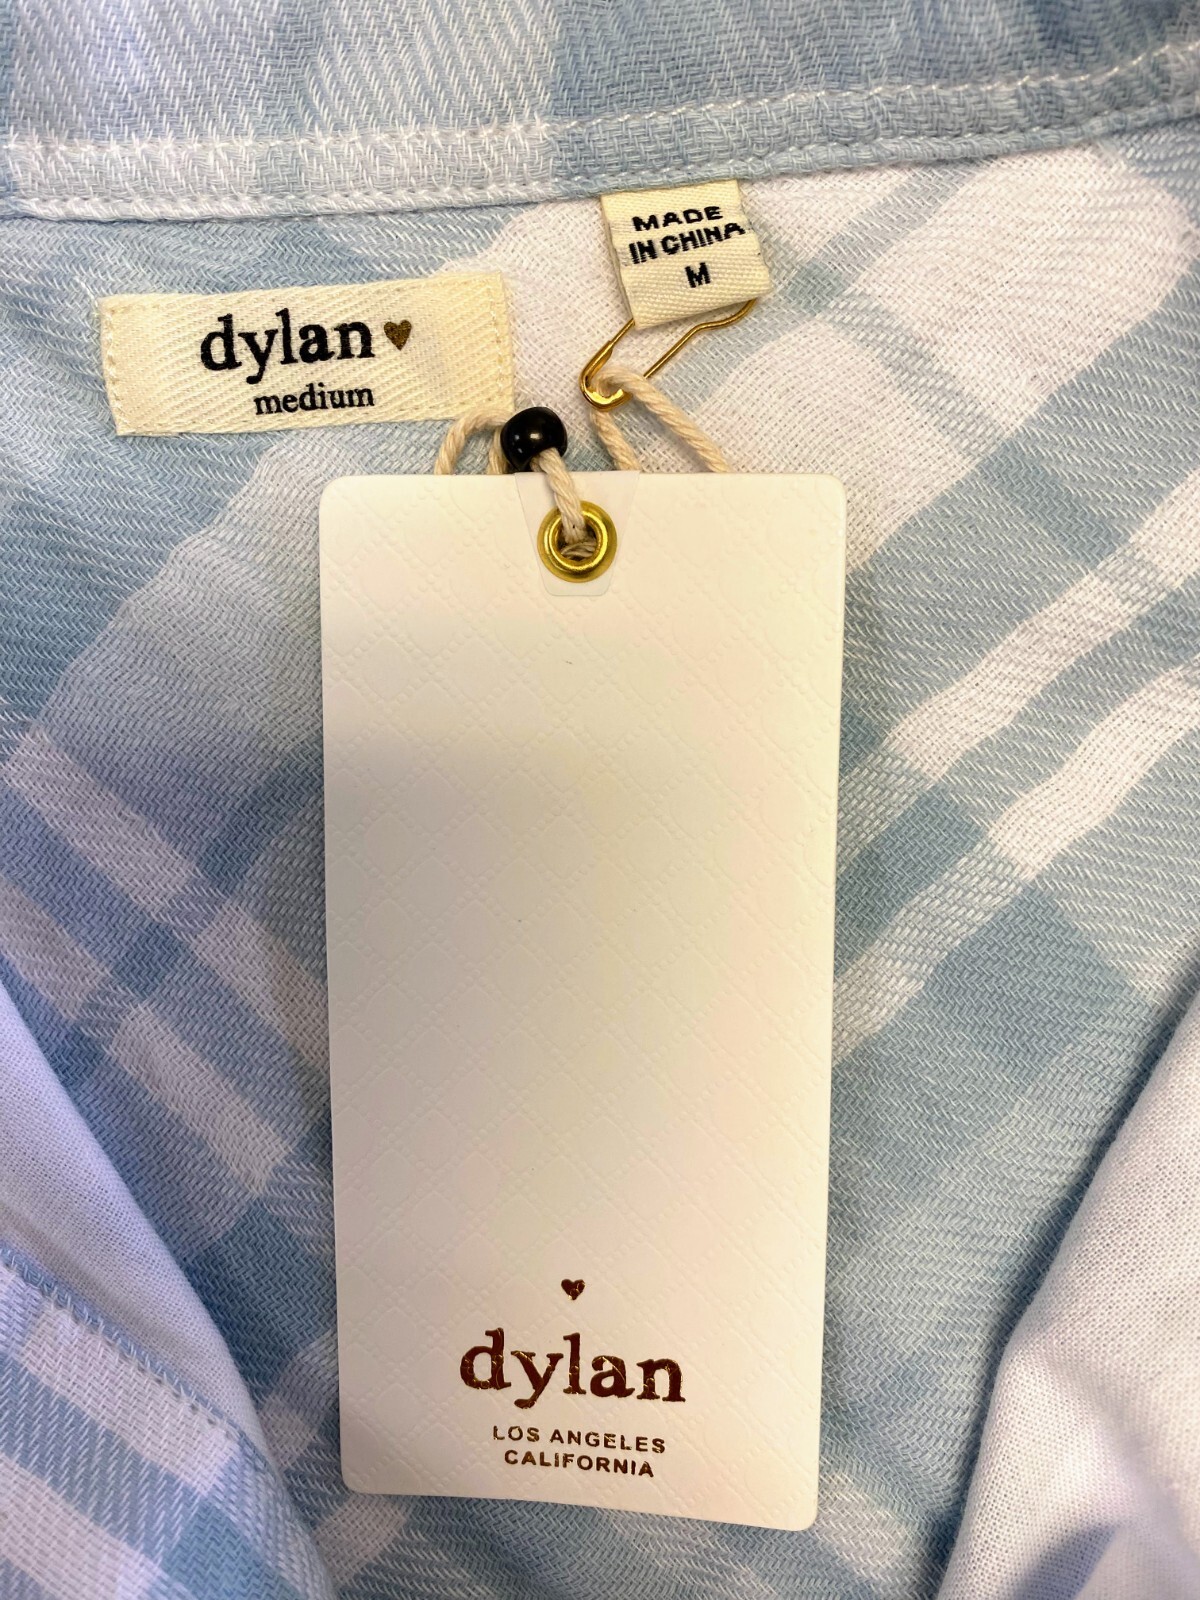 MADE
IN CHINA
M
dylan
medium
dylan
LOS ANGELES
CALIFORNIA